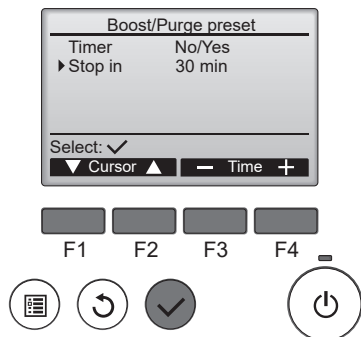 Boost/Purge preset
Timer No/Yes
Stop in 30 min
Select:
Cursor − Time +
F1 F2 F3 F4